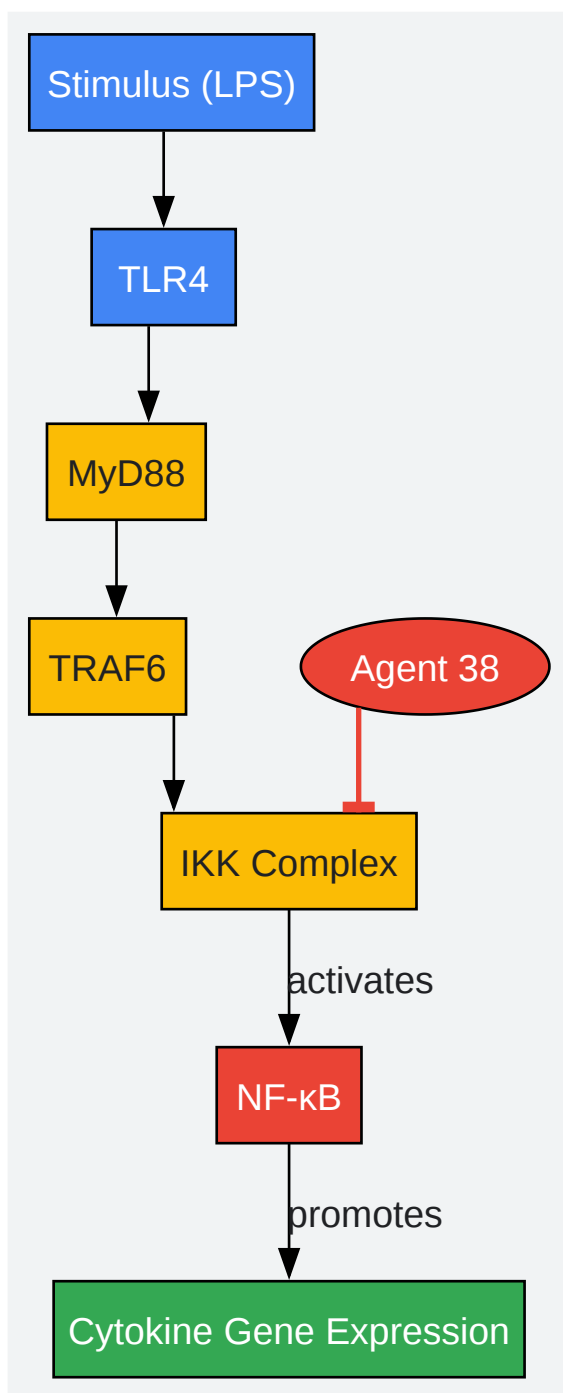 Stimulus (LPS)
TLR4
MyD88
TRAF6
Agent 38
IKK Complex
activates
NF-κB
promotes
Cytokine Gene Expression